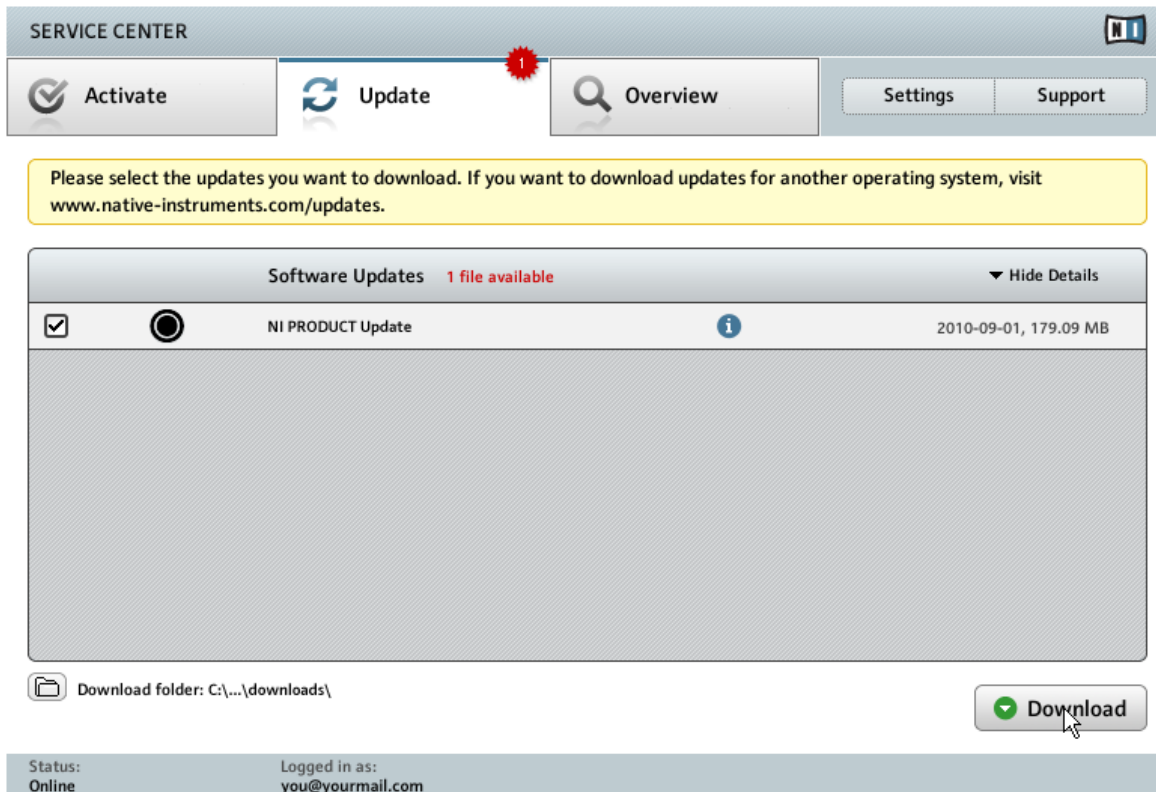 SERVICE CENTER
NI
Activate
Update
1
Overview
Settings
Support
Please select the updates you want to download. If you want to download updates for another operating system, visit
www.native-instruments.com/updates.
Software Updates 1 file available
Hide Details
NI PRODUCT Update
i
2010-09-01, 179.09 MB
Download folder: C:\...\downloads\
Download
Status:
Online
Logged in as:
you@yourmail.com